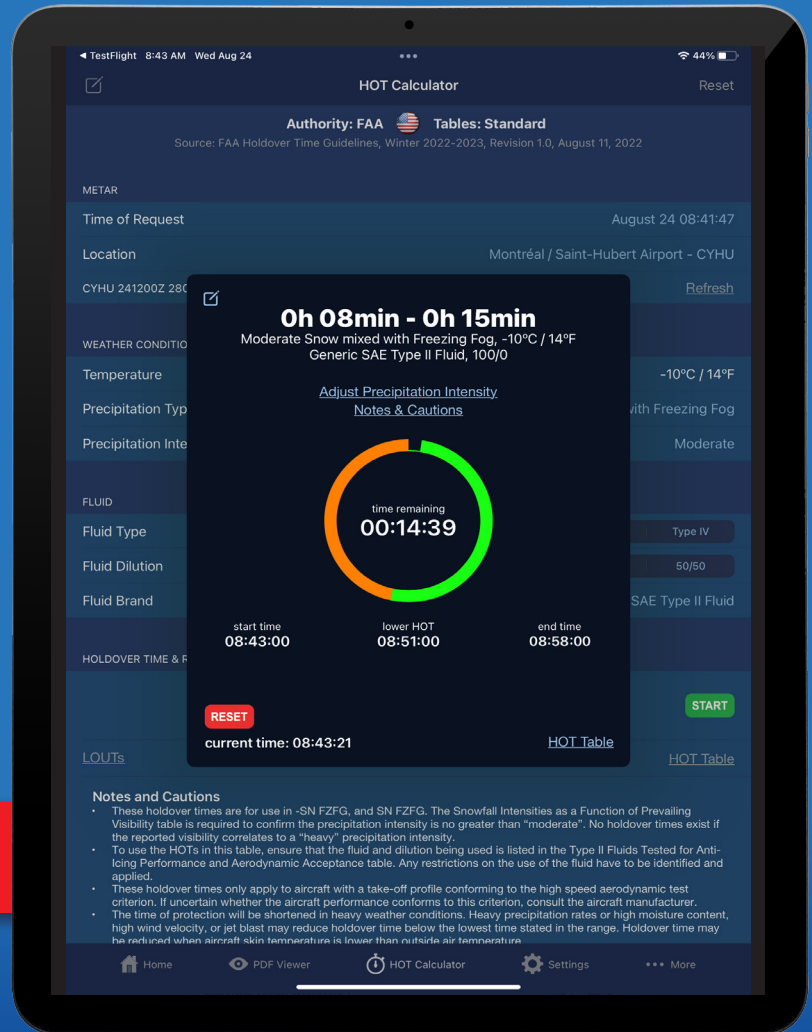 ◄ TestFlight 8:43 AM Wed Aug 24
44%
HOT Calculator
Reset
Authority: FAA Tables: Standard
Source: FAA Holdover Time Guidelines, Winter 2022-2023, Revision 1.0, August 11, 2022
METAR
Time of Request August 24 08:41:47
Location Montréal / Saint-Hubert Airport - CYHU
CYHU 241200Z 280 Refresh
WEATHER CONDITIO
Temperature -10ºC / 14ºF
Precipitation Typ with Freezing Fog
Precipitation Inte Moderate
FLUID
Fluid Type Type IV
Fluid Dilution 50/50
Fluid Brand SAE Type II Fluid
HOLDOVER TIME & R
START
LOUTs HOT Table
0h 08min - 0h 15min
Moderate Snow mixed with Freezing Fog, -10ºC / 14ºF
Generic SAE Type II Fluid, 100/0
Adjust Precipitation Intensity
Notes & Cautions
time remaining
00:14:39
start time lower HOT end time
08:43:00 08:51:00 08:58:00
RESET
current time: 08:43:21 HOT Table
Notes and Cautions
• These holdover times are for use in -SN FZFG, and SN FZFG. The Snowfall Intensities as a Function of Prevailing
Visibility table is required to confirm the precipitation intensity is no greater than “moderate”. No holdover times exist if
the reported visibility correlates to a “heavy” precipitation intensity.
• To use the HOTs in this table, ensure that the fluid and dilution being used is listed in the Type II Fluids Tested for Anti-
Icing Performance and Aerodynamic Acceptance table. Any restrictions on the use of the fluid have to be identified and
applied.
• These holdover times only apply to aircraft with a take-off profile conforming to the high speed aerodynamic test
criterion. If uncertain whether the aircraft performance conforms to this criterion, consult the aircraft manufacturer.
• The time of protection will be shortened in heavy weather conditions. Heavy precipitation rates or high moisture content,
high wind velocity, or jet blast may reduce holdover time below the lowest time stated in the range. Holdover time may
be reduced when aircraft skin temperature is lower than outside air temperature.
Home PDF Viewer HOT Calculator Settings More